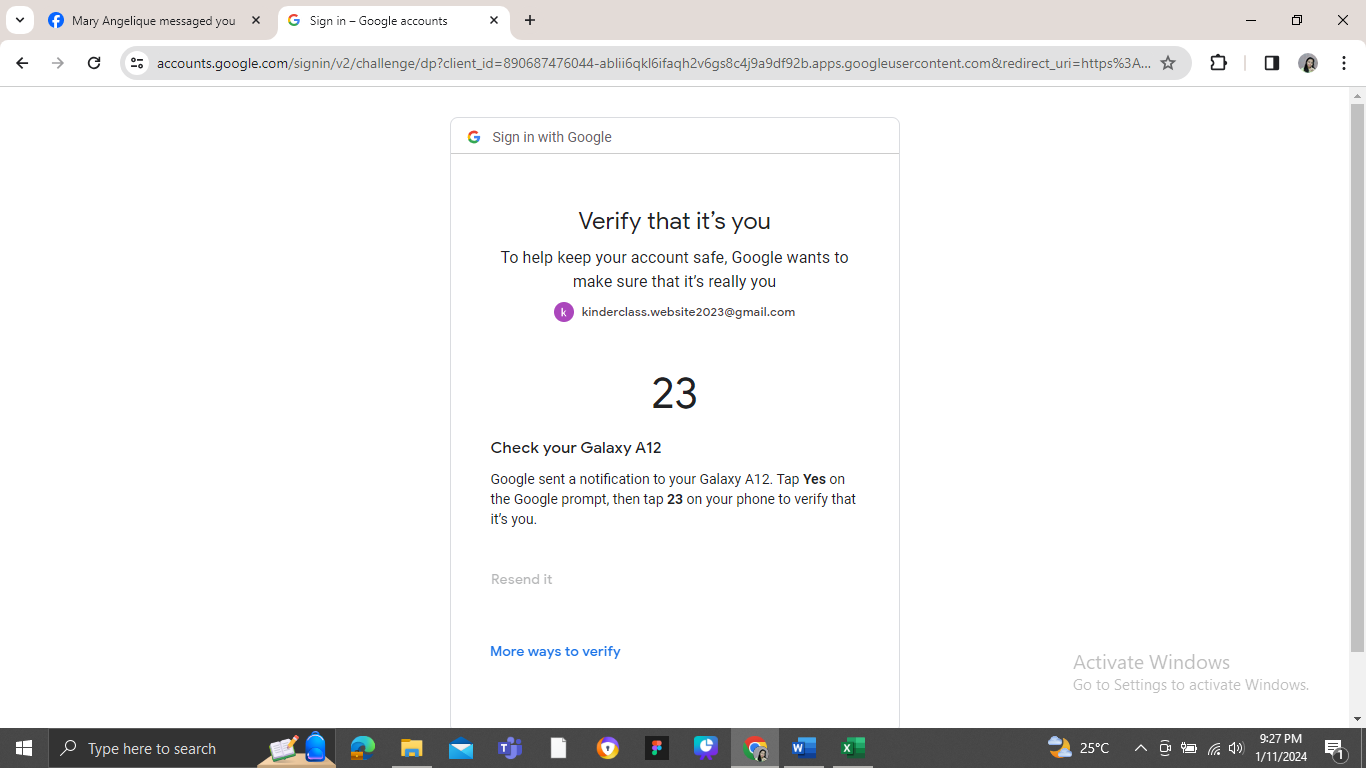 Mary Angelique messaged you
Sign in – Google accounts
accounts.google.com/signin/v2/challenge/dp?client_id=890687476044-ablii6qkl6ifaqh2v6gs8c4j9a9df92b.apps.googleusercontent.com&redirect_uri=https%3A...
Sign in with Google
Verify that it’s you
To help keep your account safe, Google wants to
make sure that it’s really you
k kinderclass.website2023@gmail.com
23
Check your Galaxy A12
Google sent a notification to your Galaxy A12. Tap Yes on
the Google prompt, then tap 23 on your phone to verify that
it’s you.
Resend it
More ways to verify
Activate Windows
Go to Settings to activate Windows.
Type here to search
25°C
9:27 PM
1/11/2024
1